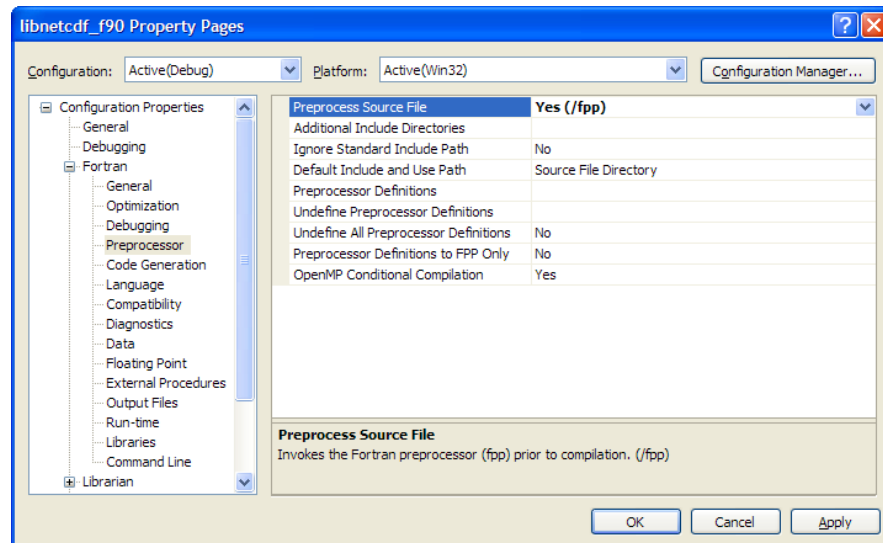 libnetcdf_f90 Property Pages
Configuration: Active(Debug) Platform: Active(Win32) Configuration Manager...
Configuration Properties
General
Debugging
Fortran
General
Optimization
Debugging
Preprocessor
Code Generation
Language
Compatibility
Diagnostics
Data
Floating Point
External Procedures
Output Files
Run-time
Libraries
Command Line
Librarian
Preprocess Source File Yes (/fpp)
Additional Include Directories
Ignore Standard Include Path No
Default Include and Use Path Source File Directory
Preprocessor Definitions
Undefine Preprocessor Definitions
Undefine All Preprocessor Definitions No
Preprocessor Definitions to FPP Only No
OpenMP Conditional Compilation Yes
Preprocess Source File
Invokes the Fortran preprocessor (fpp) prior to compilation. (/fpp)
OK Cancel Apply